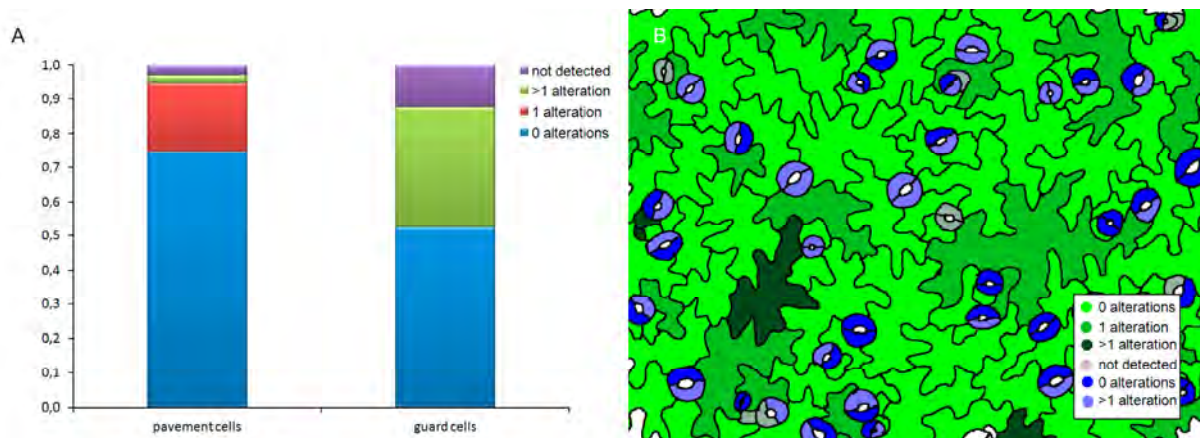 A
1,0
0,9
0,8
0,7
0,6
0,5
0,4
0,3
0,2
0,1
0,0
pavement cells
guard cells
not detected
>1 alteration
1 alteration
0 alterations
B
0 alterations
1 alteration
>1 alteration
not detected
0 alterations
>1 alteration